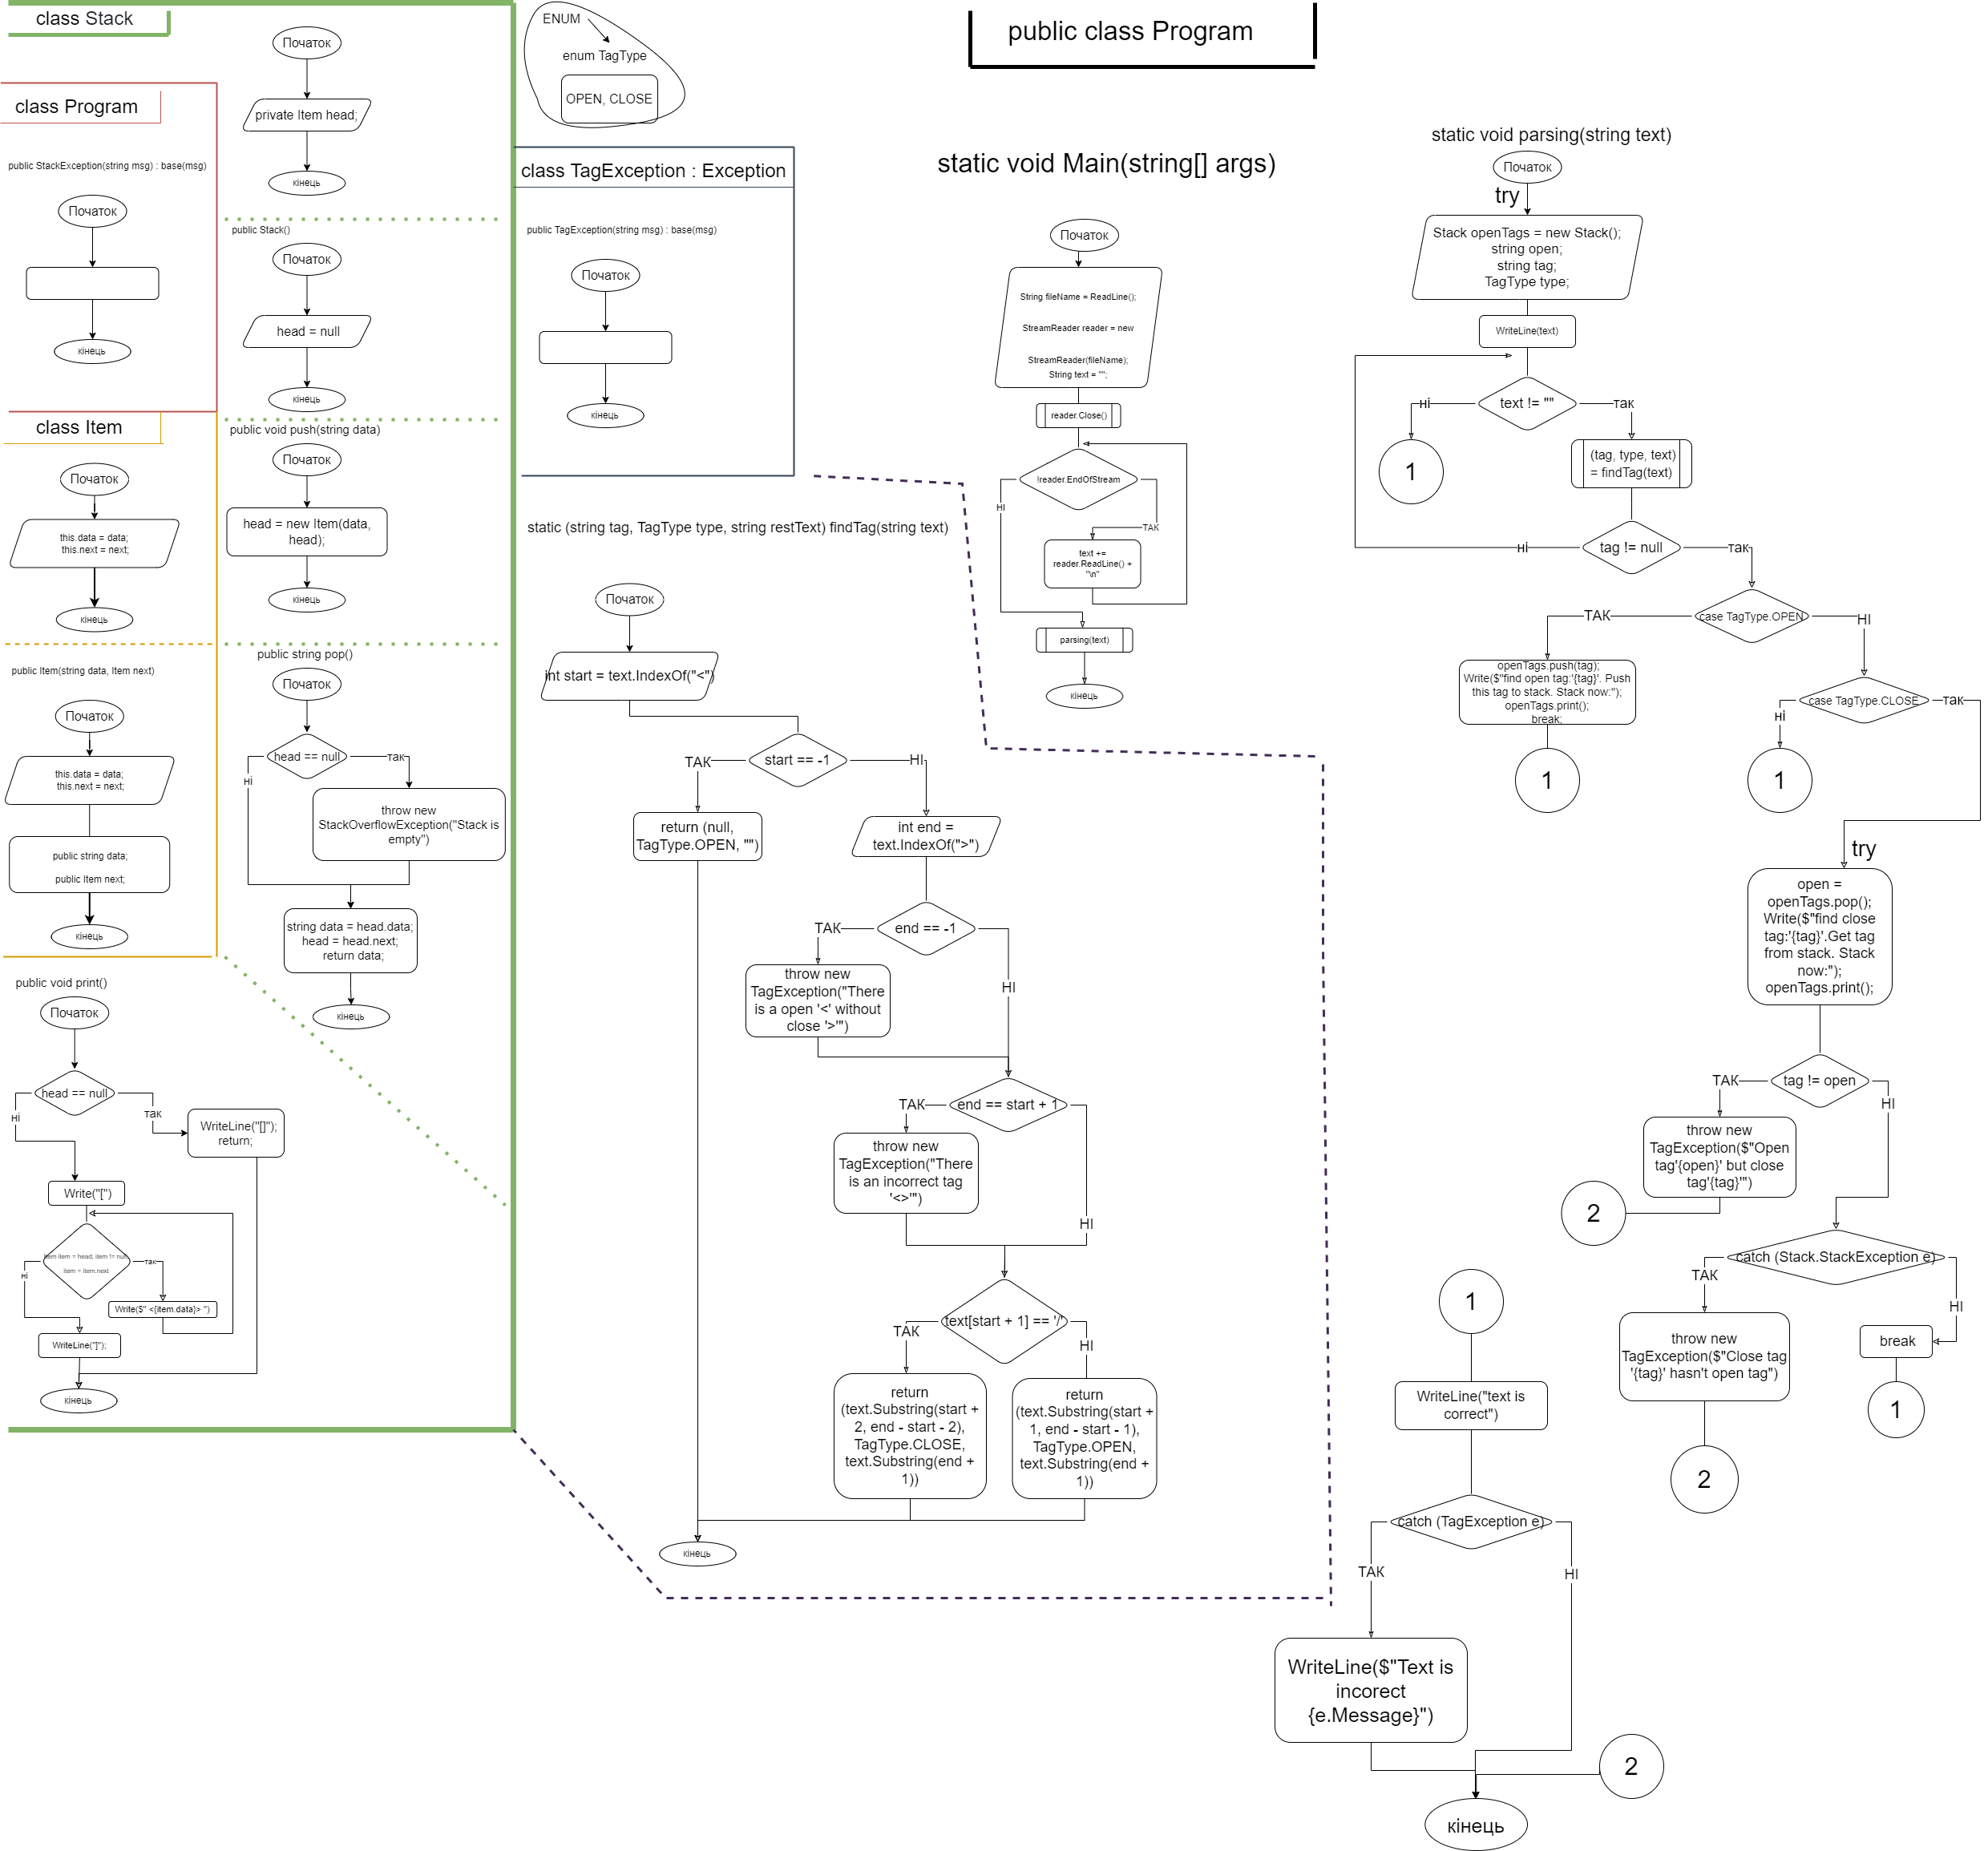 class Stack
Початок
private Item head;
кінець
class Program
public StackException(string msg) : base(msg)
Початок
кінець
public Stack()
Початок
head = null
кінець
class Item
Початок
this.data = data;
this.next = next;
кінець
public Item(string data, Item next)
Початок
this.data = data;
this.next = next;
public string data;
public Item next;
кінець
public void push(string data)
Початок
head = new Item(data,
head);
кінець
public string pop()
Початок
head == null
так
ні
throw new
StackOverflowException("Stack is
empty")
string data = head.data;
head = head.next;
return data;
кінець
public void print()
Початок
head == null
ні
так
WriteLine("[]");
return;
Write("[")
Item item = head; item != null;
item = item.next
так
ні
Write($" <{item.data}> ")
WriteLine("]");
кінець
ENUM
enum TagType
OPEN, CLOSE
class TagException : Exception
public TagException(string msg) : base(msg)
Початок
кінець
static (string tag, TagType type, string restText) findTag(string text)
Початок
int start = text.IndexOf("<")
start == -1
ТАК
НІ
return (null,
TagType.OPEN, "")
int end =
text.IndexOf(">")
end == -1
ТАК
НІ
throw new
TagException("There
is a open '<' without
close '>'")
end == start + 1
ТАК
НІ
throw new
TagException("There
is an incorrect tag
'<>'")
text[start + 1] == '/'
ТАК
НІ
return
(text.Substring(start +
2, end - start - 2),
TagType.CLOSE,
text.Substring(end +
1))
return
(text.Substring(start +
1, end - start - 1),
TagType.OPEN,
text.Substring(end +
1))
кінець
public class Program
static void Main(string[] args)
Початок
String fileName = ReadLine();
StreamReader reader = new
StreamReader(fileName);
String text = "";
reader.Close()
!reader.EndOfStream
НІ
ТАК
text +=
reader.ReadLine() +
"\n"
parsing(text)
кінець
static void parsing(string text)
Початок
try
Stack openTags = new Stack();
string open;
string tag;
TagType type;
WriteLine(text)
text != ""
ні
так
1
(tag, type, text)
= findTag(text)
tag != null
ні
так
case TagType.OPEN
ТАК
НІ
openTags.push(tag);
Write($"find open tag:'{tag}'. Push
this tag to stack. Stack now:");
openTags.print();
break;
1
case TagType.CLOSE
ні
так
1
try
open =
openTags.pop();
Write($"find close
tag:'{tag}'.Get tag
from stack. Stack
now:");
openTags.print();
tag != open
ТАК
НІ
throw new
TagException($"Open
tag'{open}' but close
tag'{tag}'")
2
catch (Stack.StackException e)
ТАК
НІ
throw new
TagException($"Close tag
'{tag}' hasn't open tag")
2
break
1
1
WriteLine("text is
correct")
catch (TagException e)
ТАК
НІ
WriteLine($"Text is
incorect
{e.Message}")
2
кінець